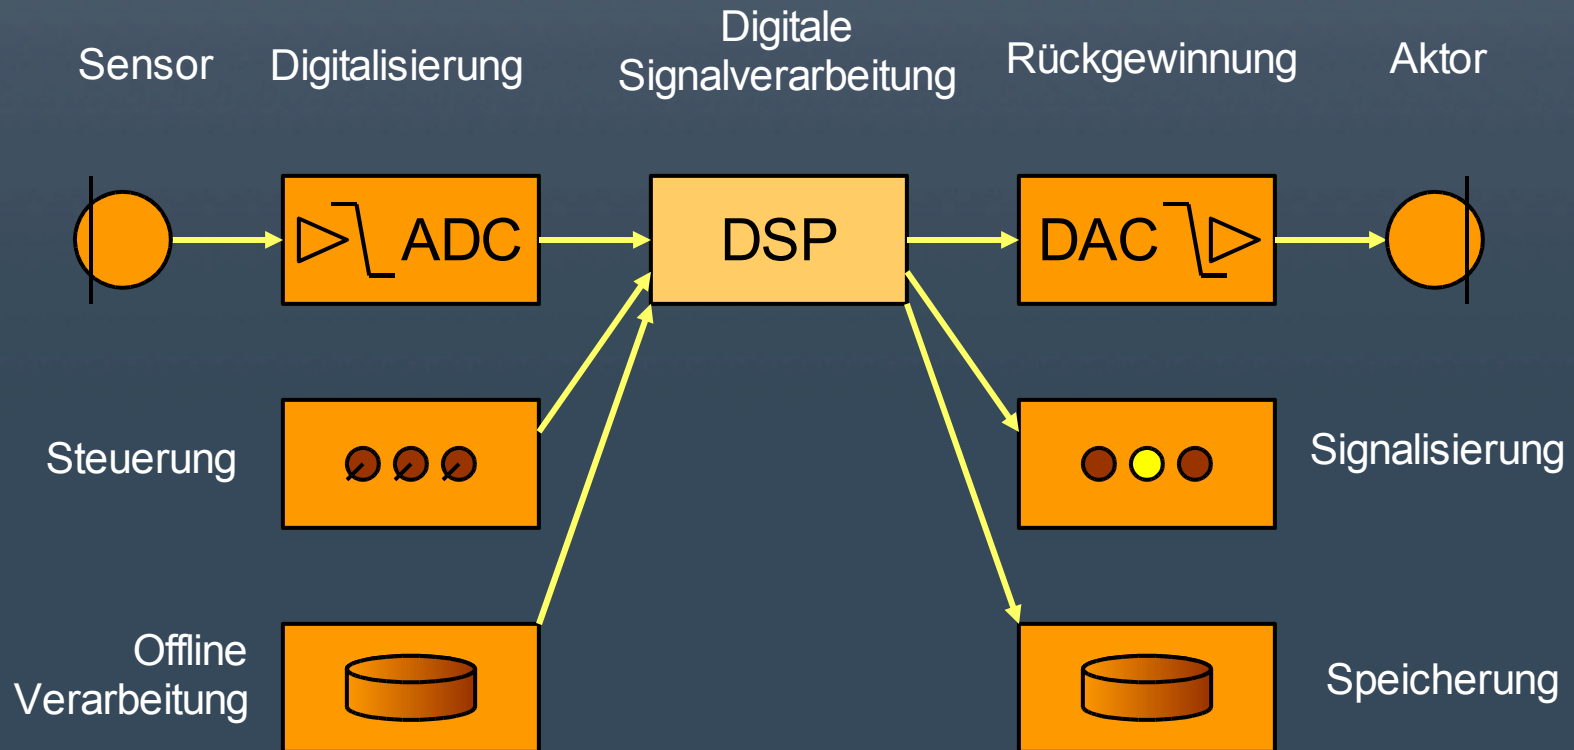 Sensor
Digitalisierung
Digitale
Signalverarbeitung
Rückgewinnung
Aktor
ADC
DSP
DAC
Steuerung
Signalisierung
Offline
Verarbeitung
Speicherung